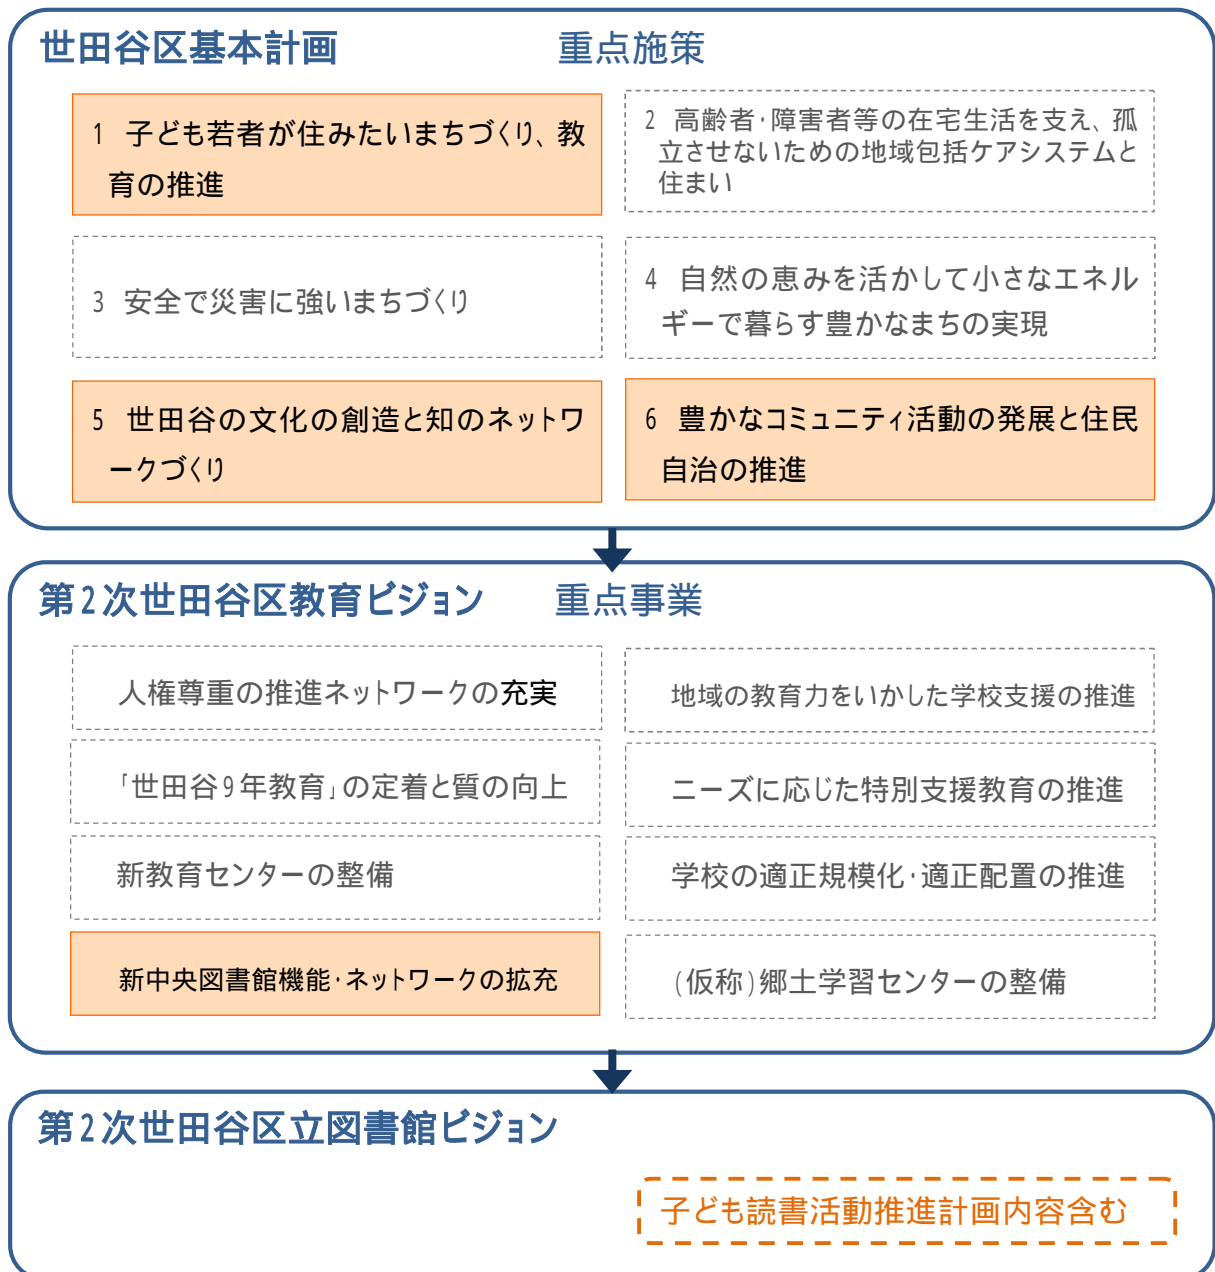 世田谷区基本計画　重点施策
1 子ども若者が住みたいまちづくり、教
育の推進
2 高齢者・障害者等の在宅生活を支え、孤
立させないための地域包括ケアシステムと
住まい
3 安全で災害に強いまちづくり
4 自然の恵みを活かして小さなエネル
ギーで暮らす豊かなまちの実現
5 世田谷の文化の創造と知のネットワ
ークづくり
6 豊かなコミュニティ活動の発展と住民
自治の推進
第2次世田谷区教育ビジョン　重点事業
人権尊重の推進ネットワークの充実
地域の教育力をいかした学校支援の推進
「世田谷9年教育」の定着と質の向上
ニーズに応じた特別支援教育の推進
新教育センターの整備
学校の適正規模化・適正配置の推進
新中央図書館機能・ネットワークの拡充
(仮称)郷土学習センターの整備
第2次世田谷区立図書館ビジョン
子ども読書活動推進計画内容含む